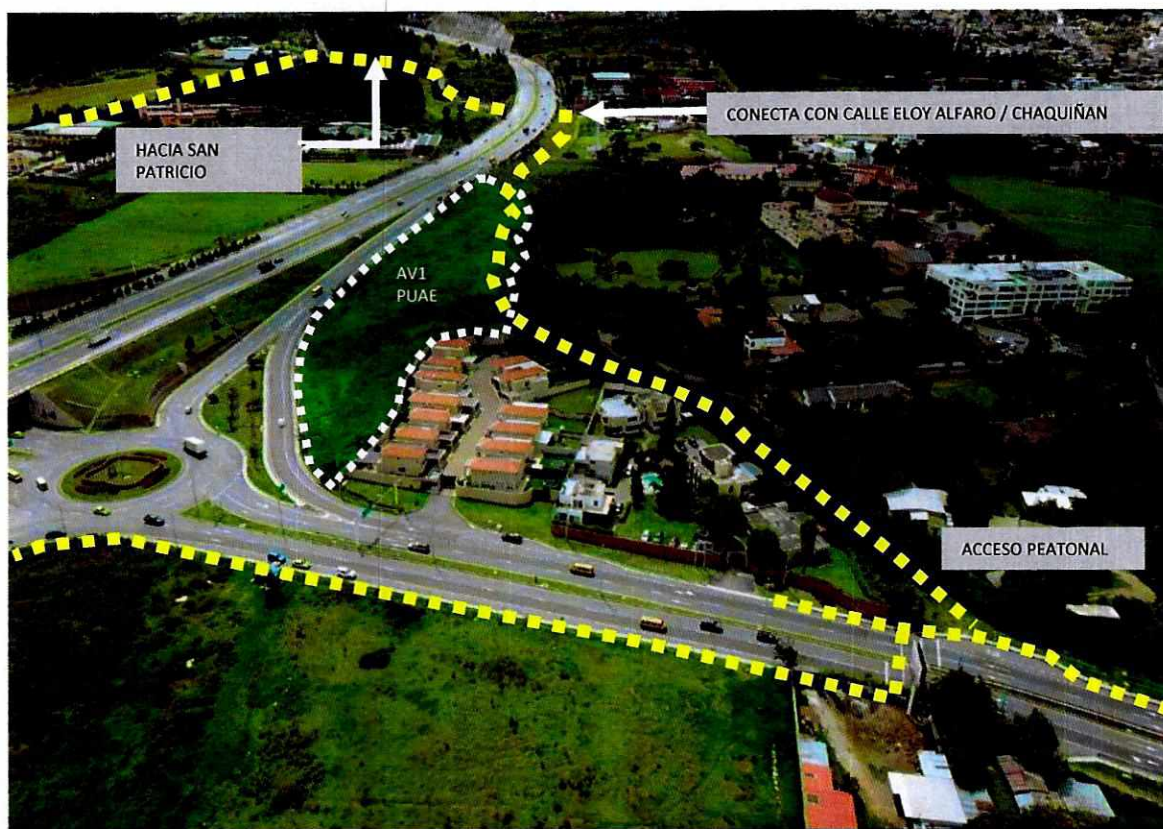 CONECTA CON CALLE ELOY ALFARO / CHAQUIÑAN
HACIA SAN
PATRICIO
AV1
PUAE
ACCESO PEATONAL